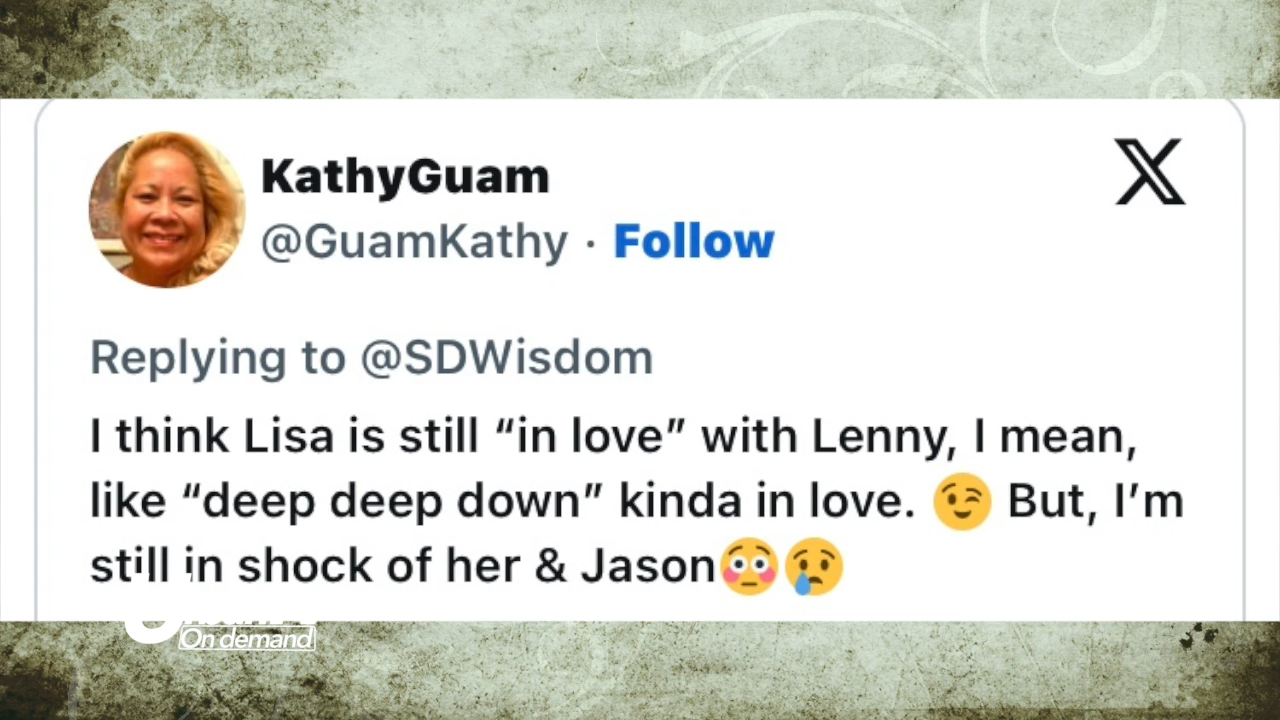 KathyGuam
@GuamKathy · Follow
Replying to @SDWisdom
I think Lisa is still “in love” with Lenny, I mean,
like “deep deep down” kinda in love. 😉 But, I’m
still in shock of her & Jason😳😢
On demand